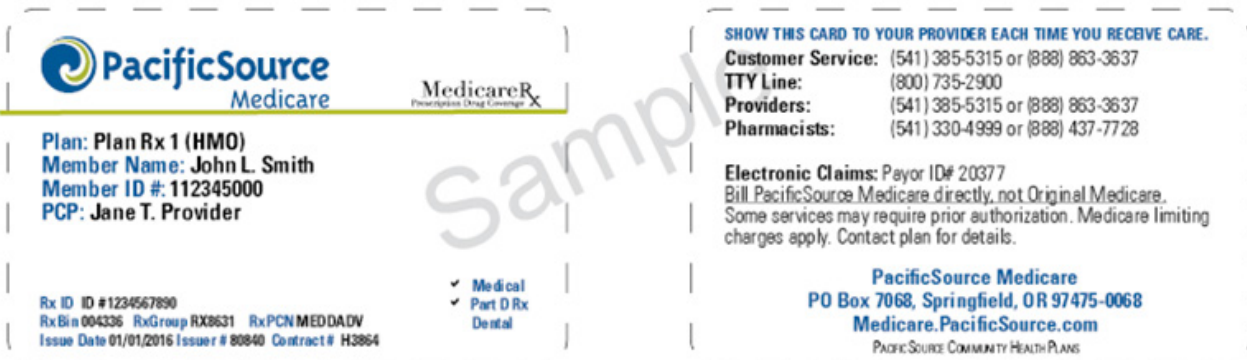 PacificSource
Medicare
MedicareRx
Prescription Drug Coverage
Plan: Plan Rx 1 (HMO)
Member Name: John L. Smith
Member ID #: 112345000
PCP: Jane T. Provider
✓ Medical
✓ Part D Rx
Dental
Rx ID ID #1234567890
RxBin 004336 RxGroup RX8631 RxPCN MEDDADV
Issue Date 01/01/2016 Issuer # 80840 Contract # H3864
Sample
SHOW THIS CARD TO YOUR PROVIDER EACH TIME YOU RECEIVE CARE.
Customer Service: (541) 385-5315 or (888) 863-3637
TTY Line: (800) 735-2900
Providers: (541) 385-5315 or (888) 863-3637
Pharmacists: (541) 330-4999 or (888) 437-7728
Electronic Claims: Payor ID# 20377
Bill PacificSource Medicare directly, not Original Medicare.
Some services may require prior authorization. Medicare limiting
charges apply. Contact plan for details.
PacificSource Medicare
PO Box 7068, Springfield, OR 97475-0068
Medicare.PacificSource.com
PACIFICSOURCE COMMUNITY HEALTH PLANS